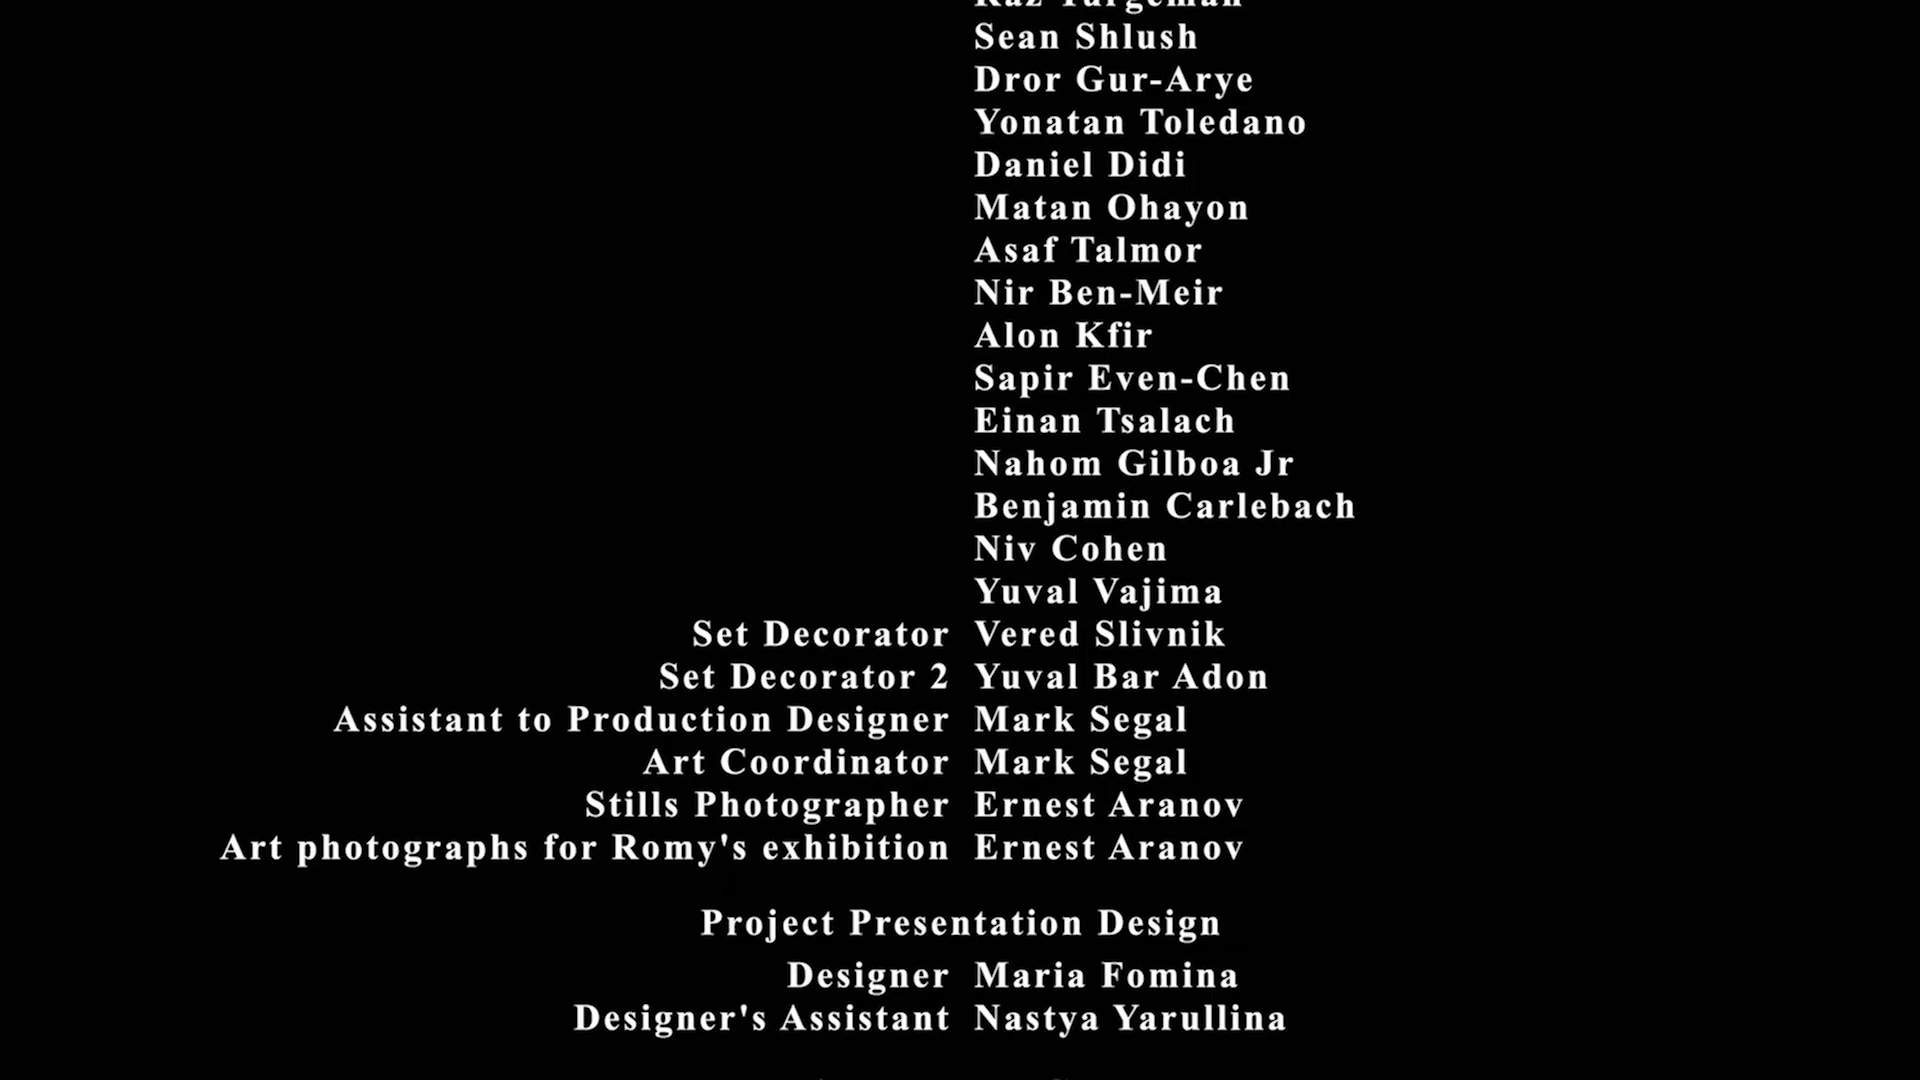 Raz Turgeman
Sean Shlush
Dror Gur-Arye
Yonatan Toledano
Daniel Didi
Matan Ohayon
Asaf Talmor
Nir Ben-Meir
Alon Kfir
Sapir Even-Chen
Einan Tsalach
Nahom Gilboa Jr
Benjamin Carlebach
Niv Cohen
Yuval Vajima
Set Decorator Vered Slivnik
Set Decorator 2 Yuval Bar Adon
Assistant to Production Designer Mark Segal
Art Coordinator Mark Segal
Stills Photographer Ernest Aranov
Art photographs for Romy's exhibition Ernest Aranov
Project Presentation Design
Designer Maria Fomina
Designer's Assistant Nastya Yarullina